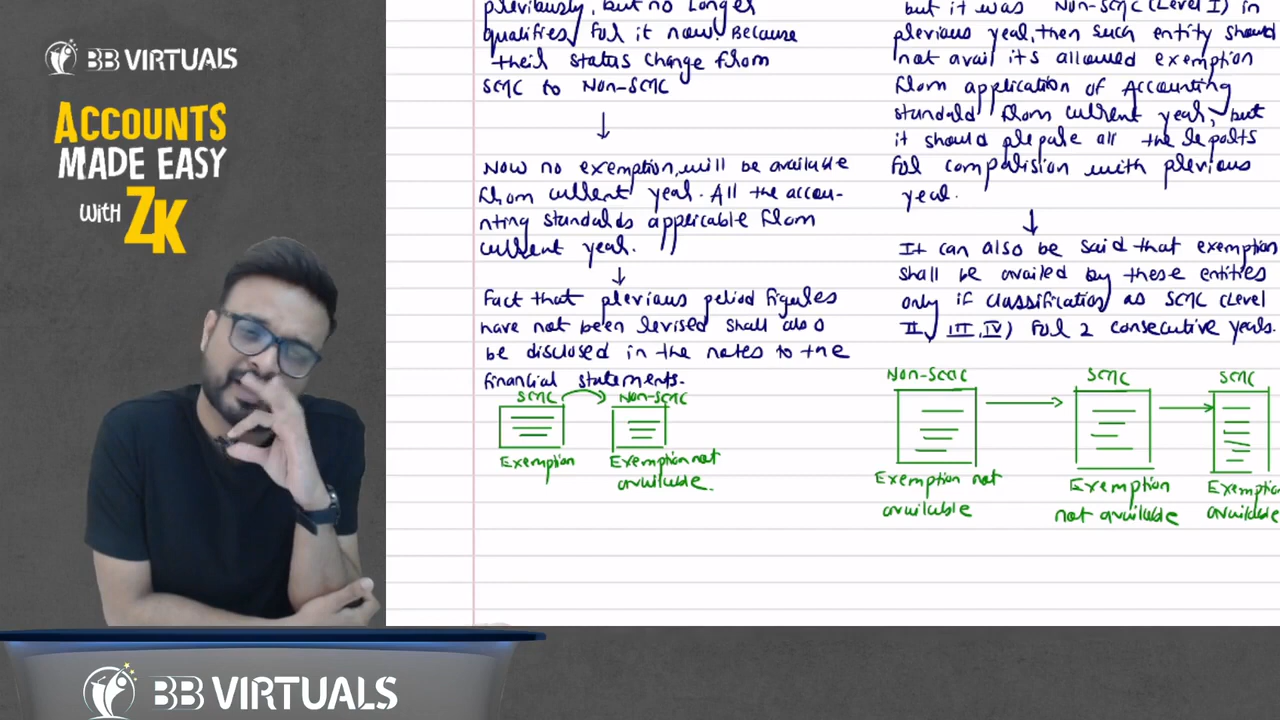 BB VIRTUALS
ACCOUNTS
MADE EASY
WITH ZK
previously, but no longer
qualifies for it now. Because
their status change from
SMC to Non-SMC
Now no exemption will be available
from current year. All the accou-
nting standards applicable from
current year.
Fact that previous period figures
have not been revised shall also
be disclosed in the notes to the
financial statements.
SMC
Non-SMC
Exemption
Exemption not
available.
but it was Non-SMC (Level I) in
previous year, then such entity should
not avail its allowed exemption
from application of Accounting
standard from current year, but
it should prepare all the reports
for comparision with previous
year.
It can also be said that exemption
shall be availed by these entities
only if classification as SMC (Level
II, III, IV) for 2 consecutive years.
Non-SMC
SMC
SMC
Exemption not
available
Exemption
not available
Exemptio
available
BB VIRTUALS